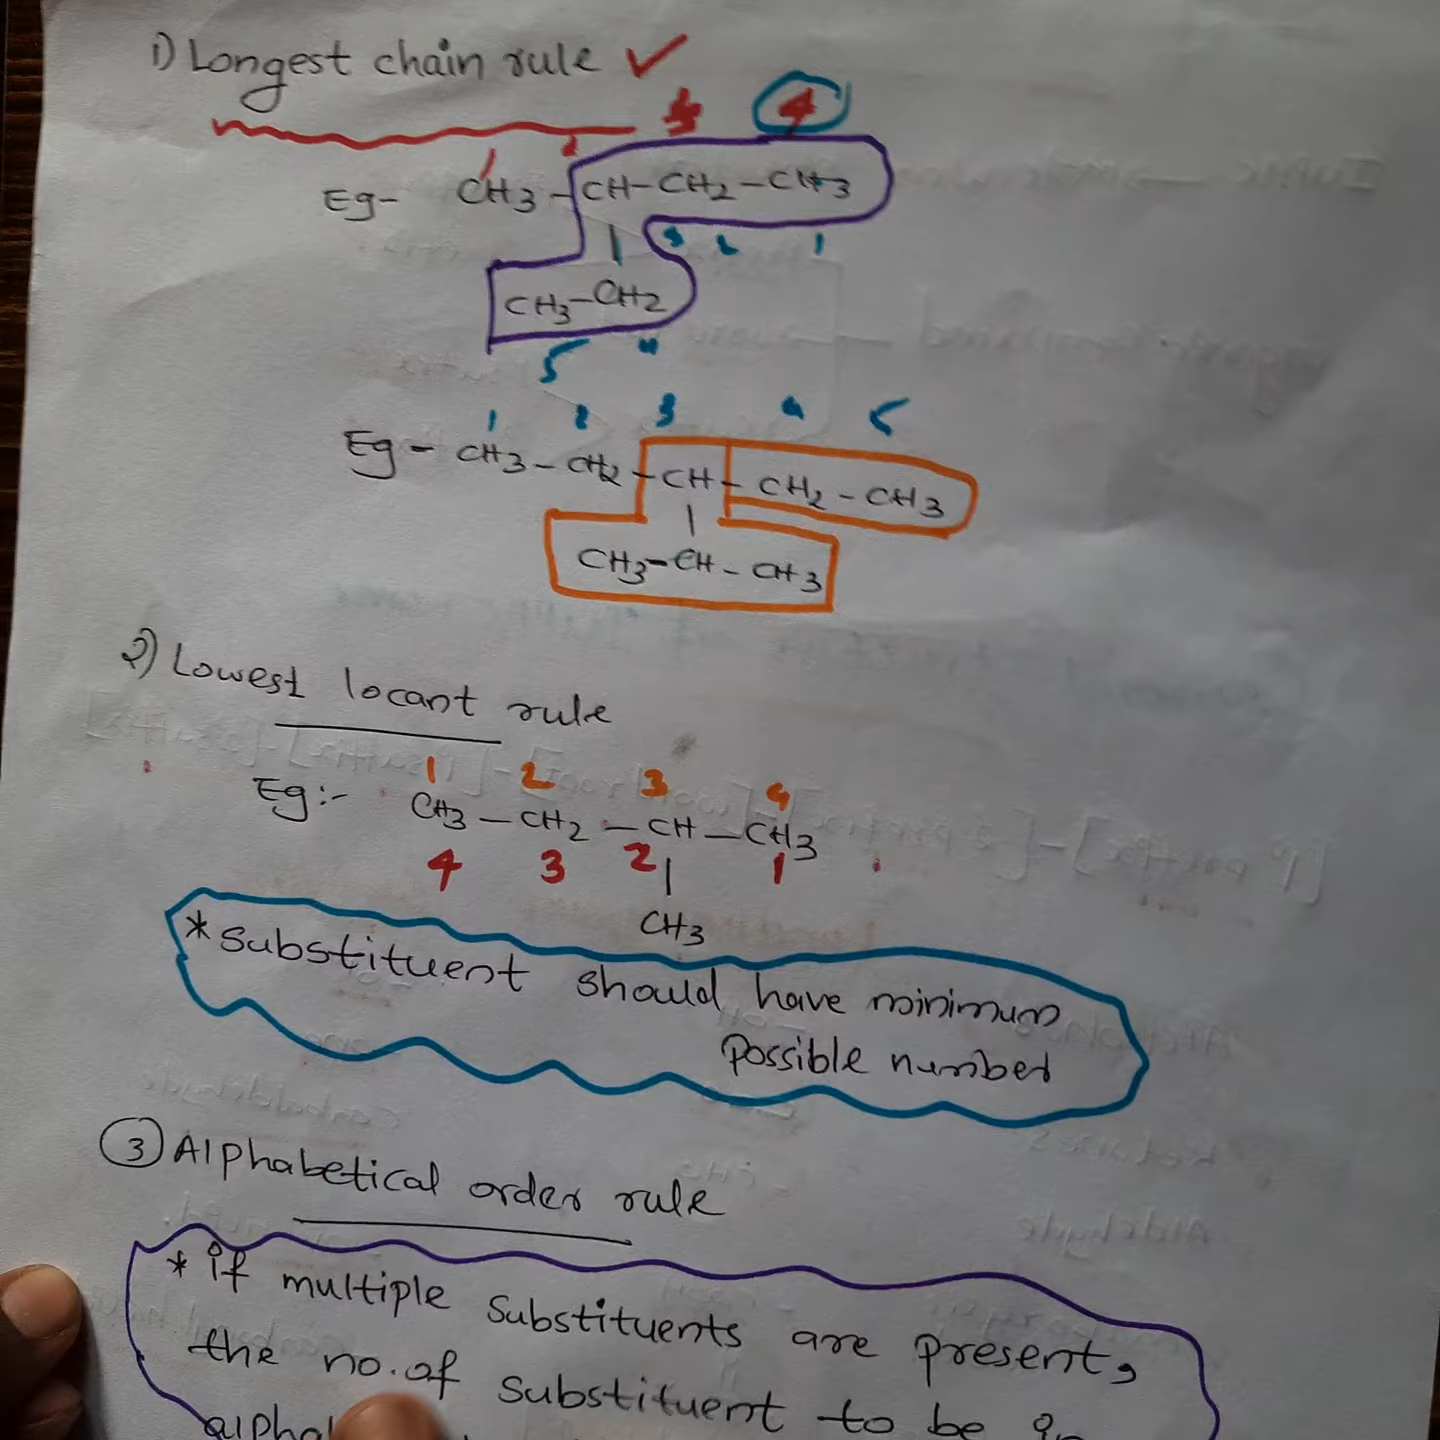 1) Longest chain rule ✓
4
1 2
Eg- CH3 - CH - CH2 - CH3
|
3 2 1
CH3 - CH2
5 4
1 2 3 4 5
Eg - CH3 - CH2 - CH - CH2 - CH3
|
CH3 - CH - CH3
2) Lowest locant rule
1 2 3 4
Eg:- CH3 - CH2 - CH - CH3
4 3 2 | 1
CH3
* Substituent should have minimum
possible number
3 Alphabetical order rule
* if multiple substituents are present,
the no. of substituent to be in